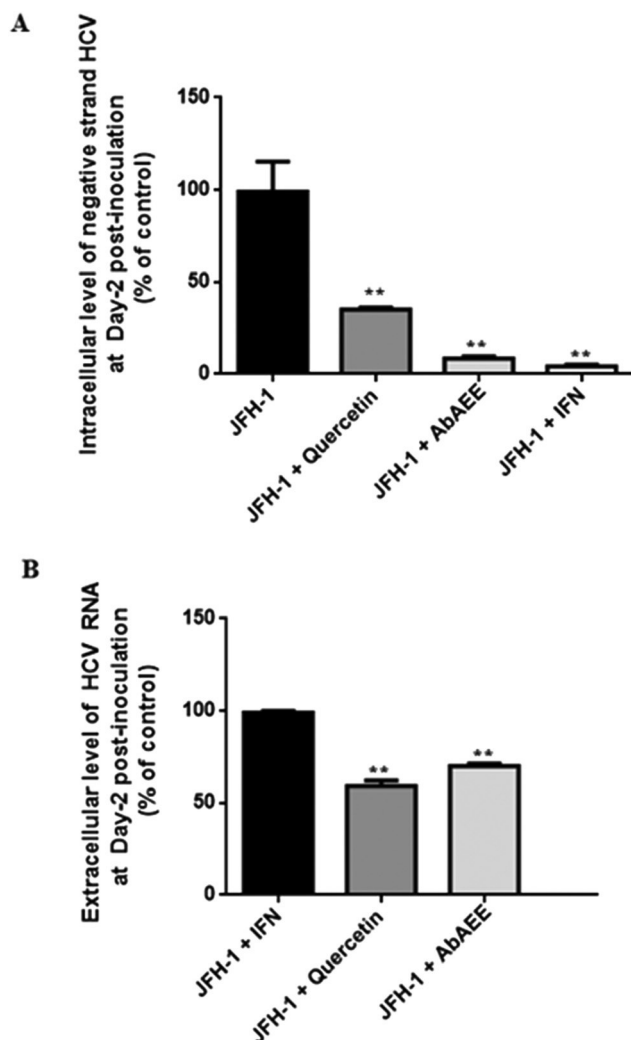 A
Intracellular level of negative strand HCV
at Day-2 post-inoculation
(% of control)
150
100
50
0
**
**
**
JFH-1
JFH-1 + Quercetin
JFH-1 + AbAEE
JFH-1 + IFN
B
Extracellular level of HCV RNA
at Day-2 post-inoculation
(% of control)
150
100
50
0
**
**
JFH-1 + IFN
JFH-1 + Quercetin
JFH-1 + AbAEE